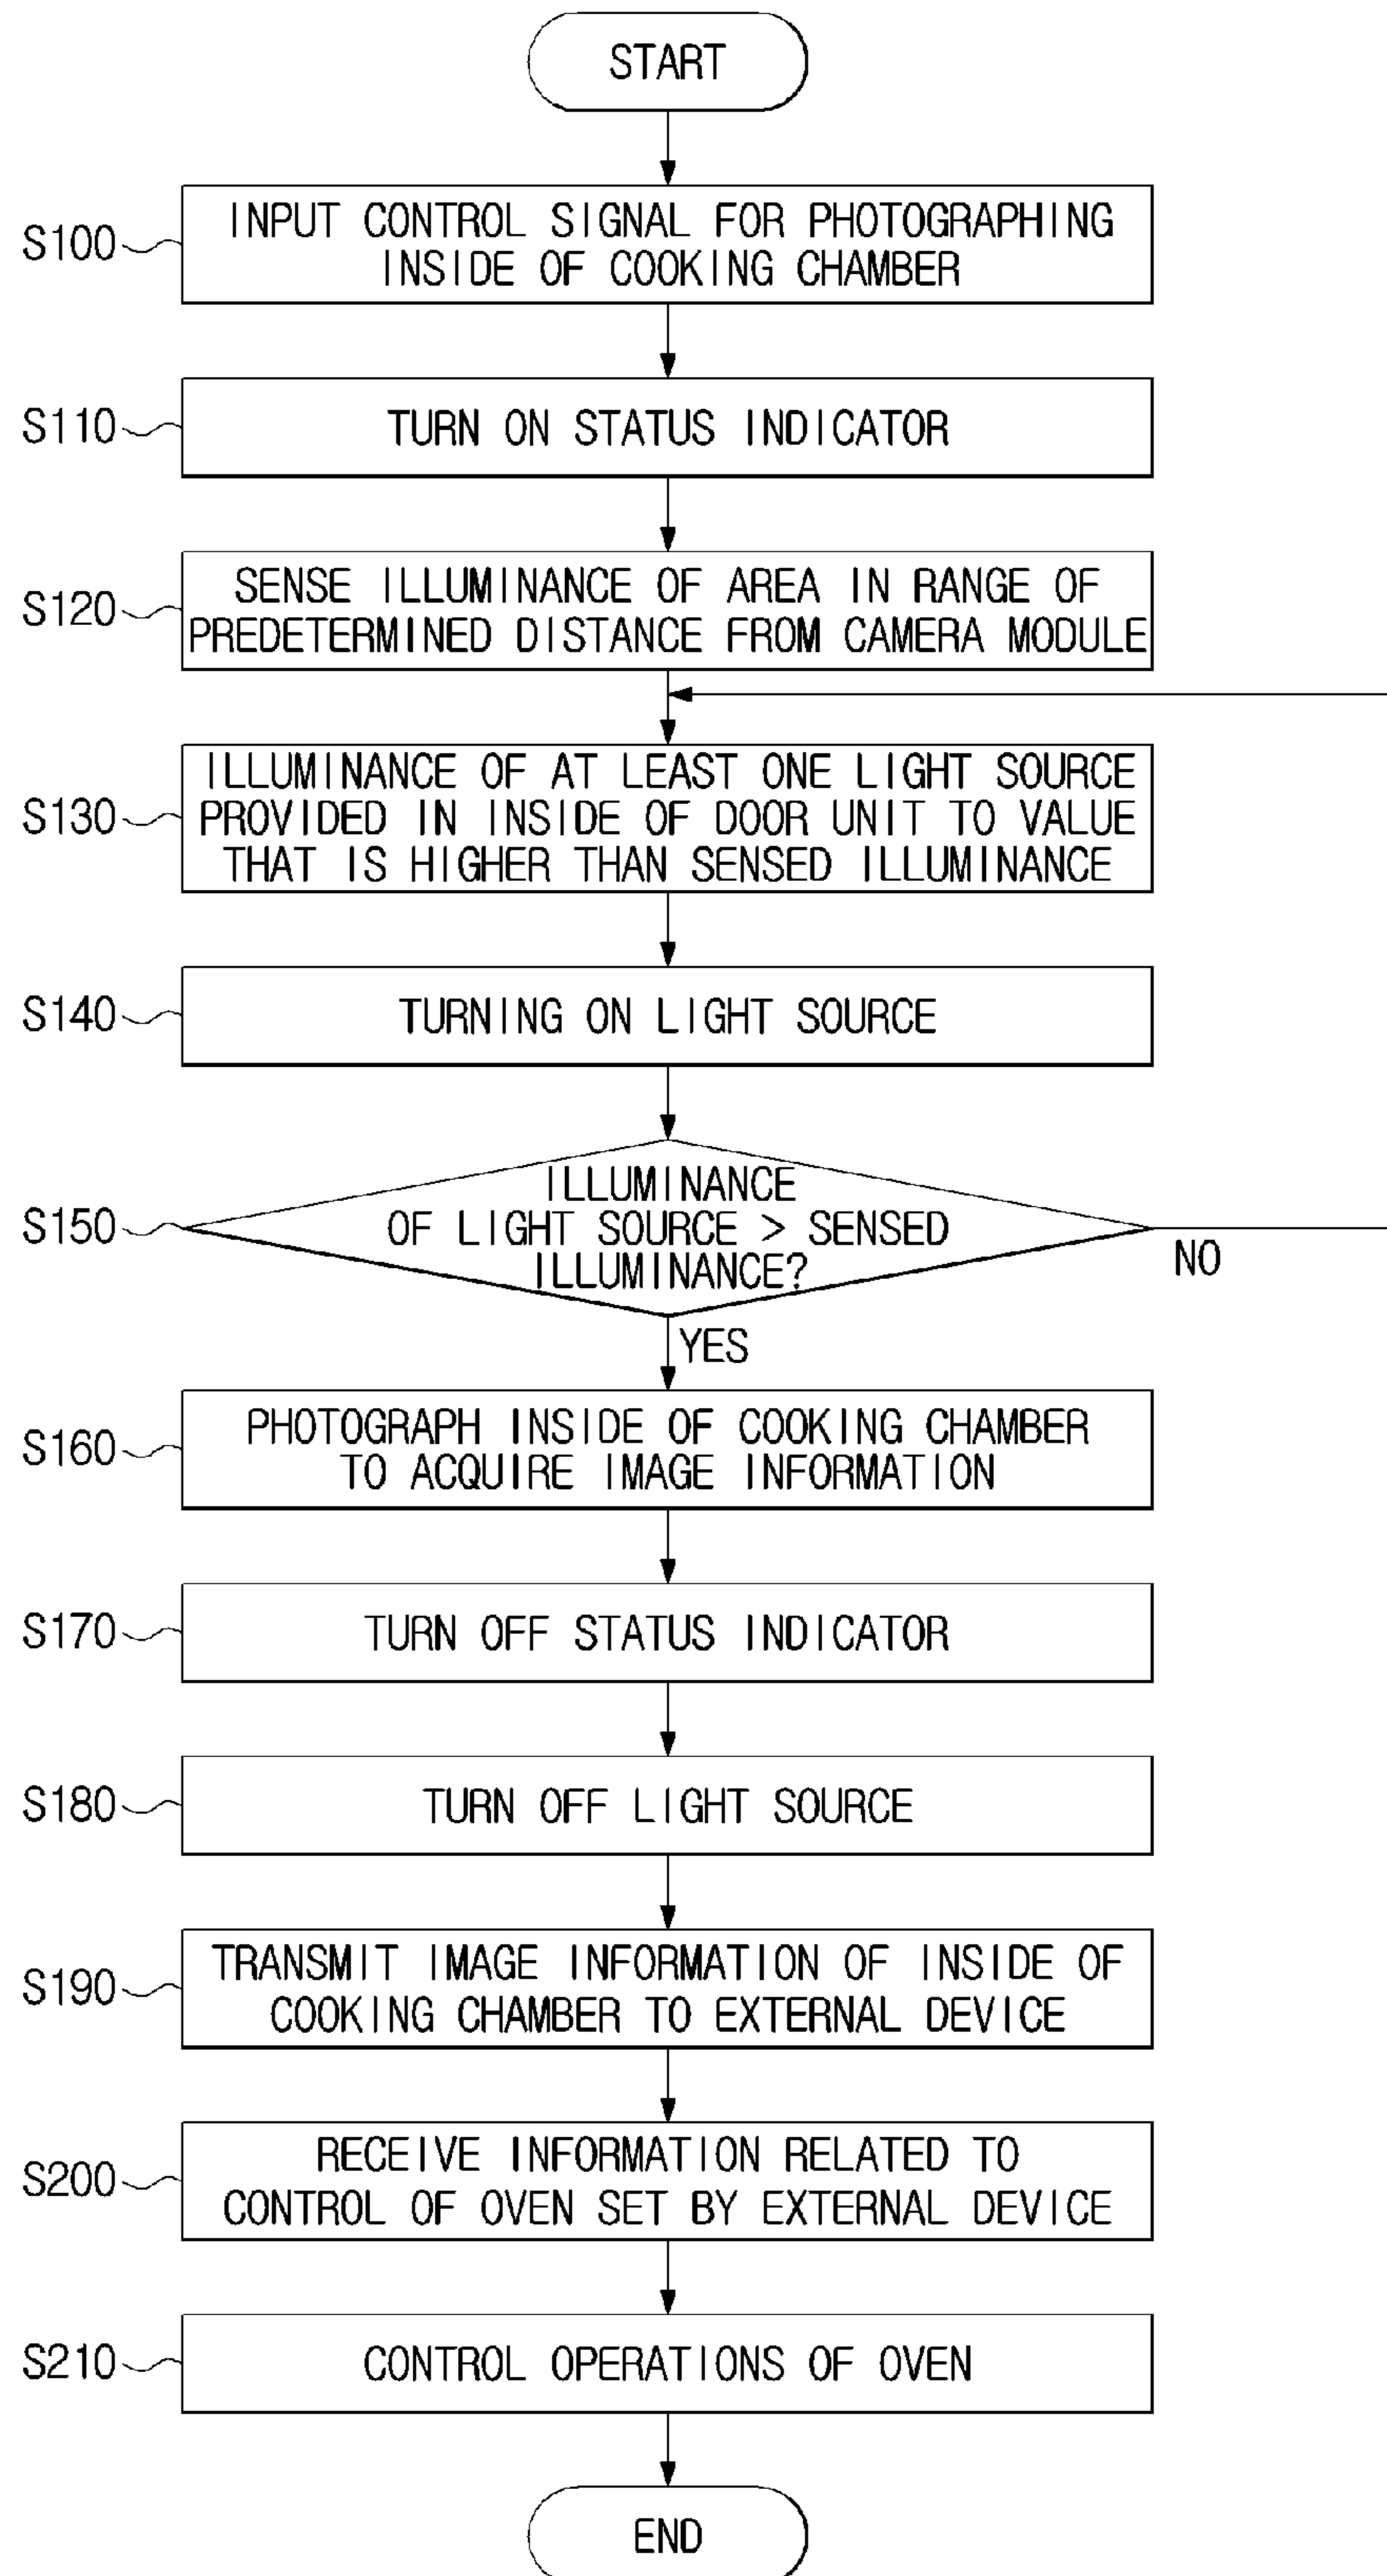 START
S100
INPUT CONTROL SIGNAL FOR PHOTOGRAPHING
INSIDE OF COOKING CHAMBER
S110
TURN ON STATUS INDICATOR
S120
SENSE ILLUMINANCE OF AREA IN RANGE OF
PREDETERMINED DISTANCE FROM CAMERA MODULE
S130
ILLUMINANCE OF AT LEAST ONE LIGHT SOURCE
PROVIDED IN INSIDE OF DOOR UNIT TO VALUE
THAT IS HIGHER THAN SENSED ILLUMINANCE
S140
TURNING ON LIGHT SOURCE
S150
ILLUMINANCE
OF LIGHT SOURCE > SENSED
ILLUMINANCE?
NO
YES
S160
PHOTOGRAPH INSIDE OF COOKING CHAMBER
TO ACQUIRE IMAGE INFORMATION
S170
TURN OFF STATUS INDICATOR
S180
TURN OFF LIGHT SOURCE
S190
TRANSMIT IMAGE INFORMATION OF INSIDE OF
COOKING CHAMBER TO EXTERNAL DEVICE
S200
RECEIVE INFORMATION RELATED TO
CONTROL OF OVEN SET BY EXTERNAL DEVICE
S210
CONTROL OPERATIONS OF OVEN
END